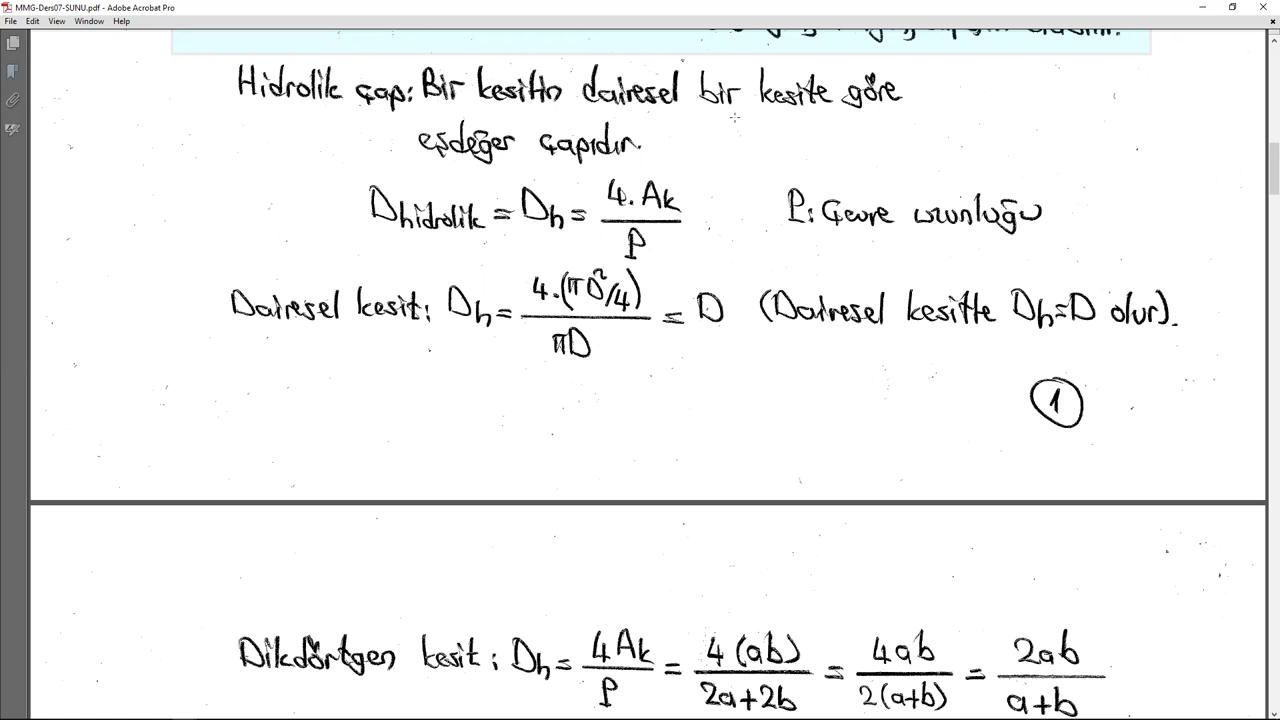 MMG-Ders07-SUNU.pdf - Adobe Acrobat Pro
File Edit View Window Help
Hidrolik çap: Bir kesitin dairesel bir kesite göre
eşdeğer çapıdır.
Dhidrolik = Dh = 4.Ak / P P: Çevre uzunluğu
Dairesel kesit: Dh = 4.(πD²/4) / πD = D (Dairesel kesitte Dh=D olur).
1
Dikdörtgen kesit: Dh = 4Ak / P = 4(ab) / 2a+2b = 4ab / 2(a+b) = 2ab / a+b